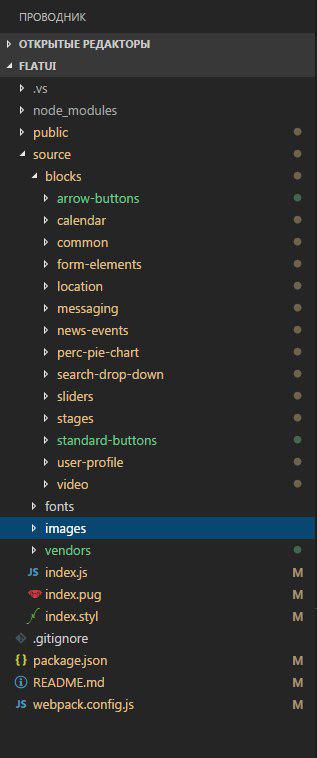 ПРОВОДНИК
ОТКРЫТЫЕ РЕДАКТОРЫ
FLATUI
.vs
node_modules
public
source
blocks
arrow-buttons
calendar
common
form-elements
location
messaging
news-events
perc-pie-chart
search-drop-down
sliders
stages
standard-buttons
user-profile
video
fonts
images
vendors
JS index.js M
index.pug M
index.styl M
.gitignore
{} package.json M
README.md M
JS webpack.config.js M